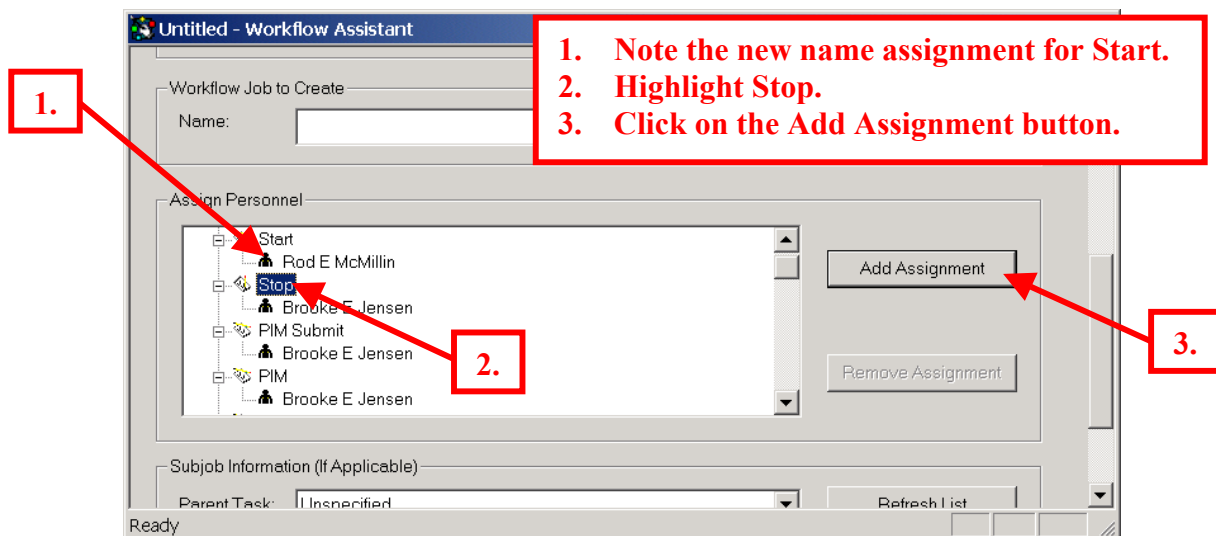 Untitled - Workflow Assistant
1. Note the new name assignment for Start.
2. Highlight Stop.
3. Click on the Add Assignment button.
1.
Workflow Job to Create
Name:
Assign Personnel
Start
Rod E McMillin
Add Assignment
Stop
Brooke E Jensen
PIM Submit
3.
Brooke E Jensen
2.
PIM
Remove Assignment
Brooke E Jensen
Subjob Information (If Applicable)
Parent Task: Unspecified Refresh List
Ready